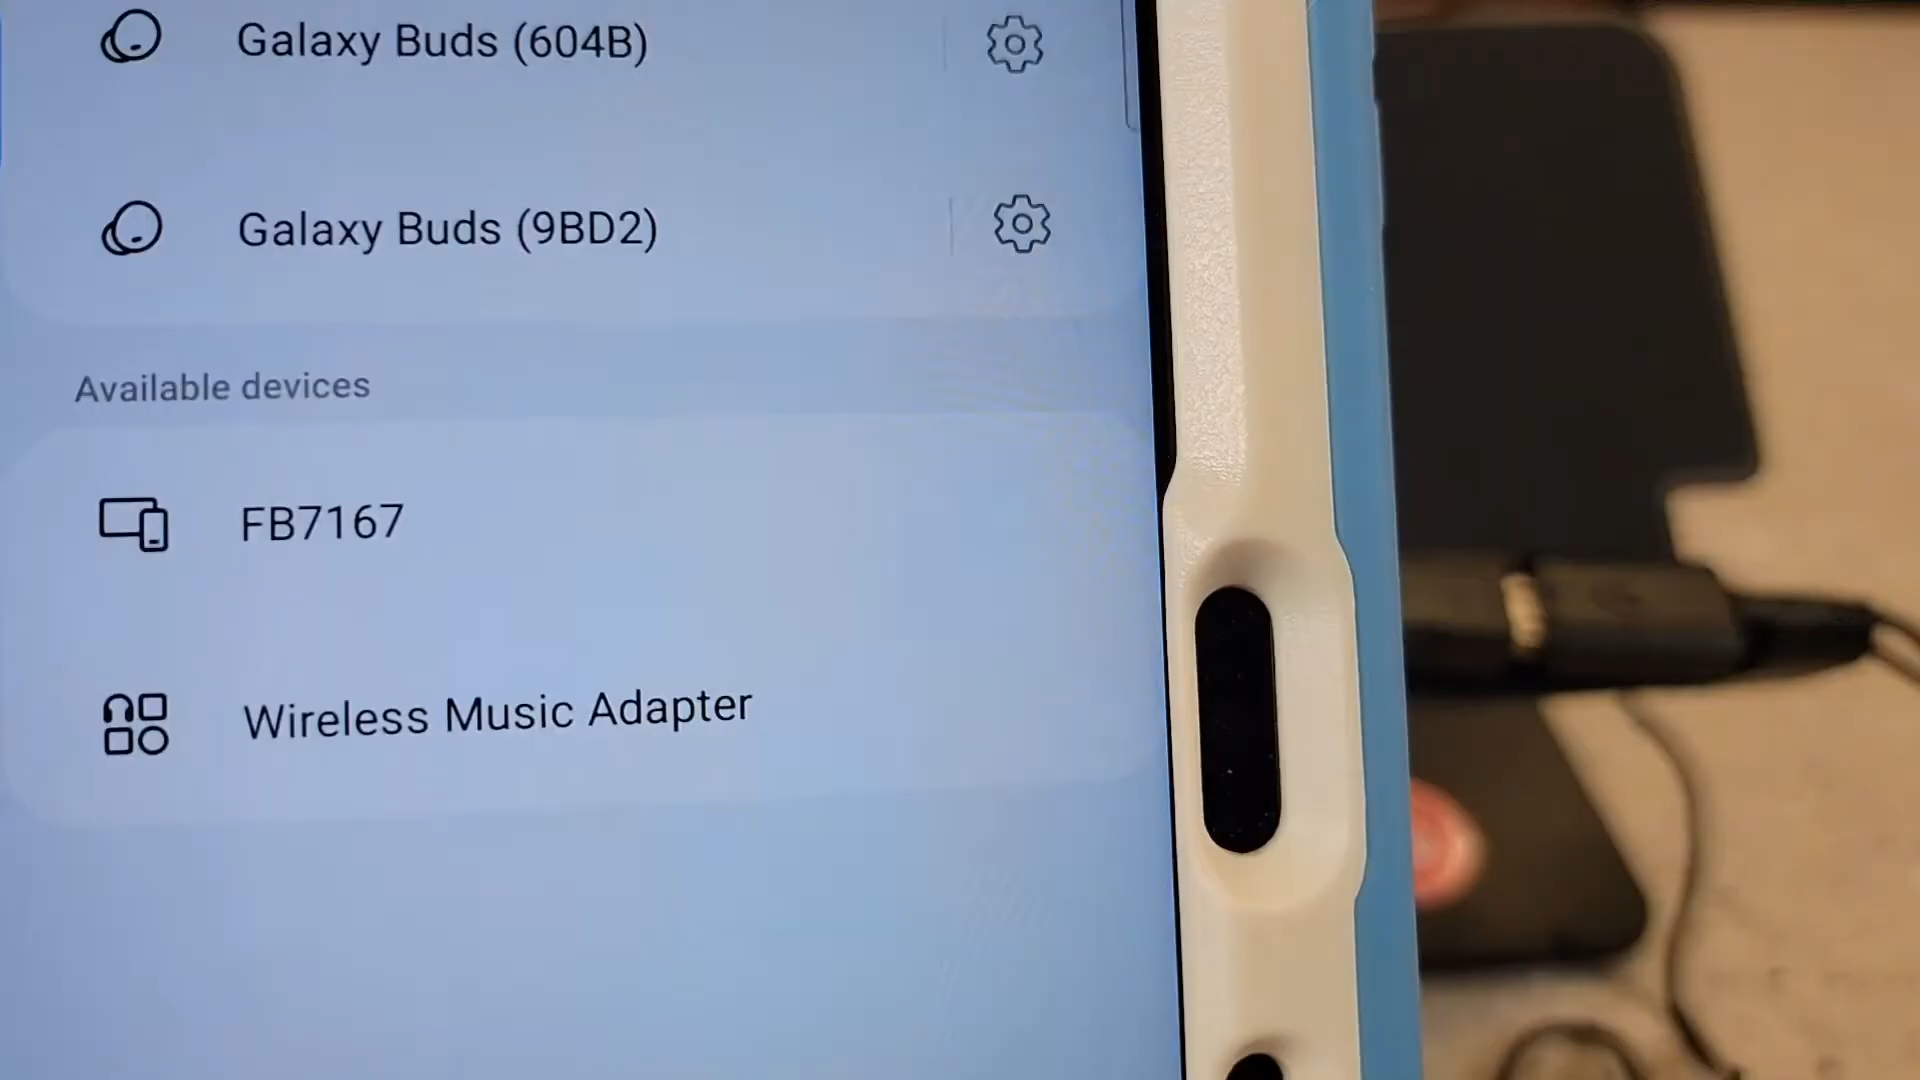 Galaxy Buds (604B)
Galaxy Buds (9BD2)
Available devices
FB7167
Wireless Music Adapter